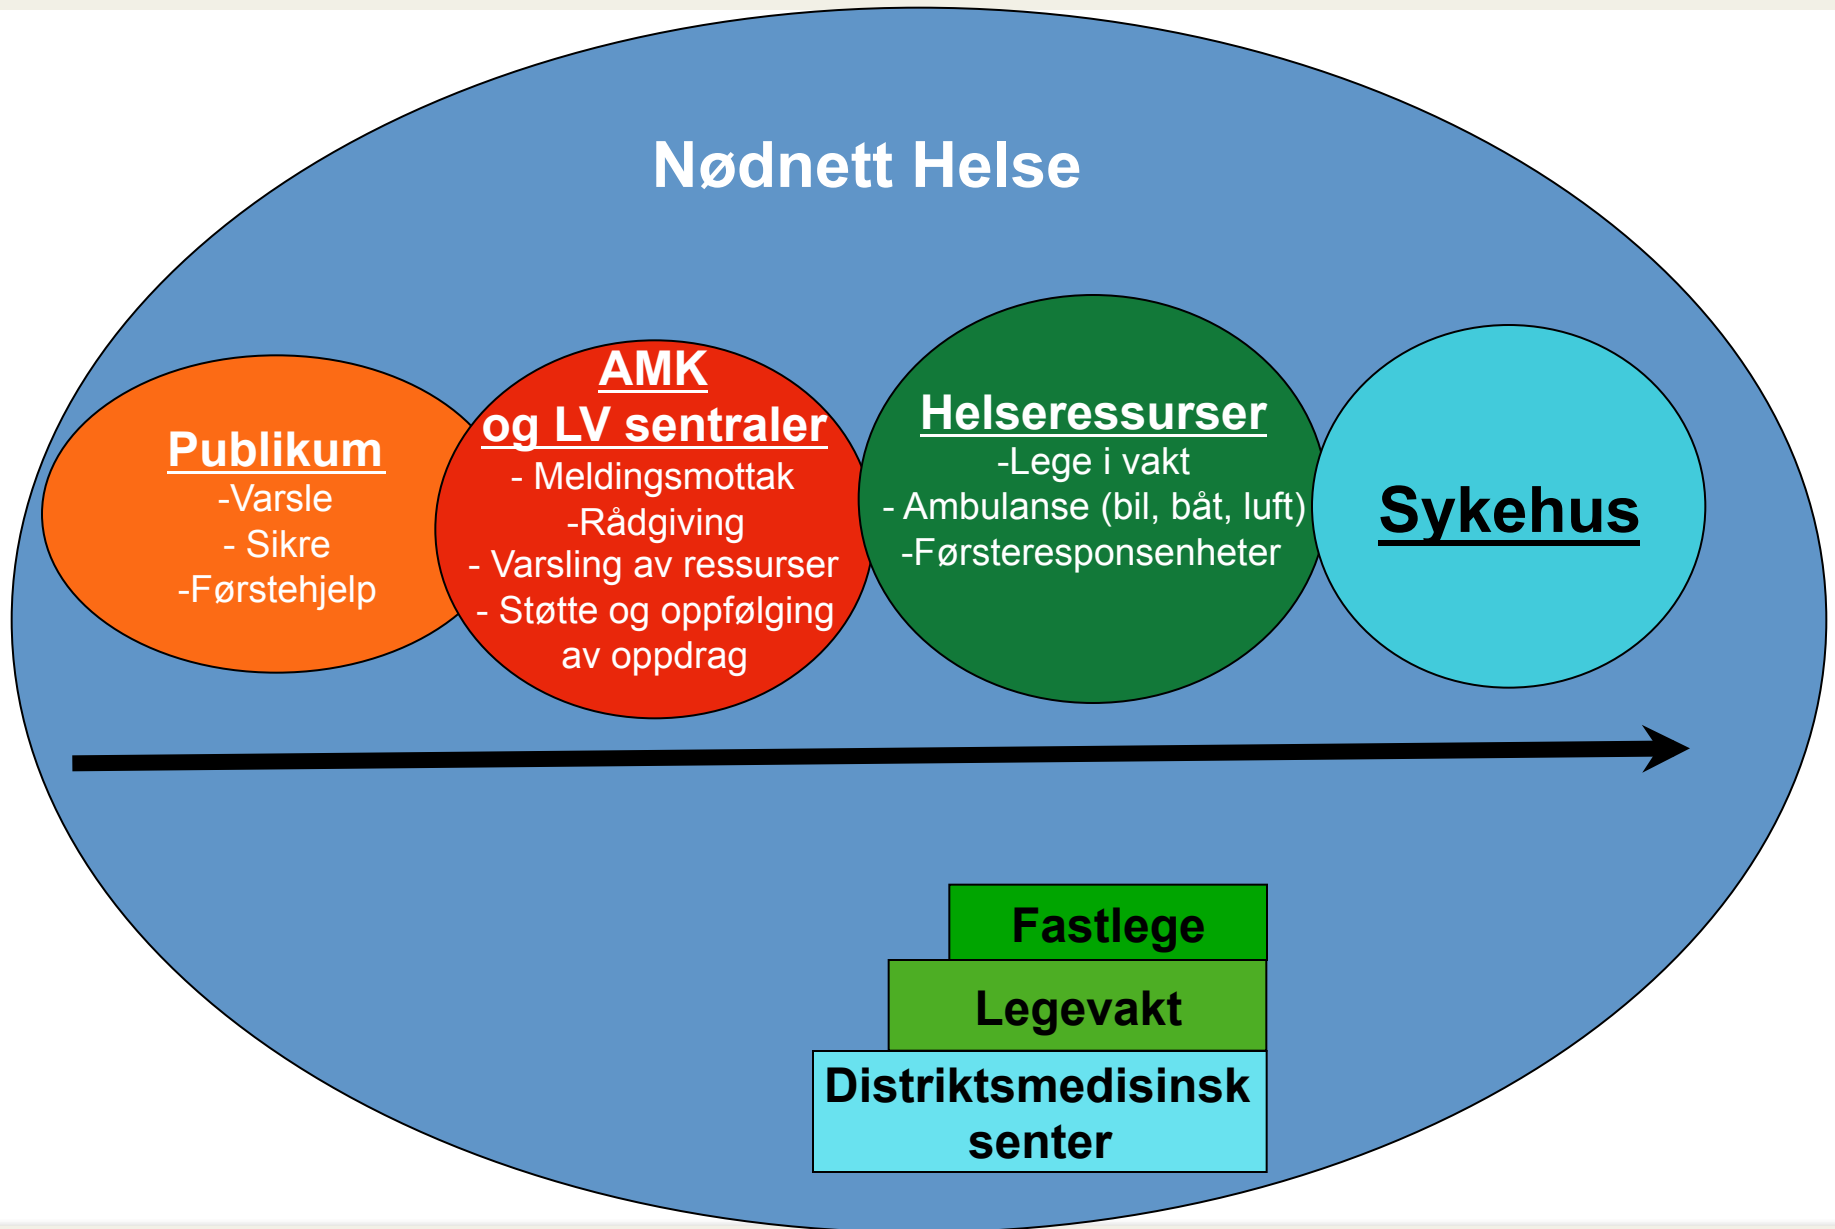 Nødnett Helse
Publikum
-Varsle
- Sikre
-Førstehjelp
AMK
og LV sentraler
- Meldingsmottak
-Rådgiving
- Varsling av ressurser
- Støtte og oppfølging
av oppdrag
Helseressurser
-Lege i vakt
- Ambulanse (bil, båt, luft)
-Førsteresponsenheter
Sykehus
Fastlege
Legevakt
Distriktsmedisinsk
senter